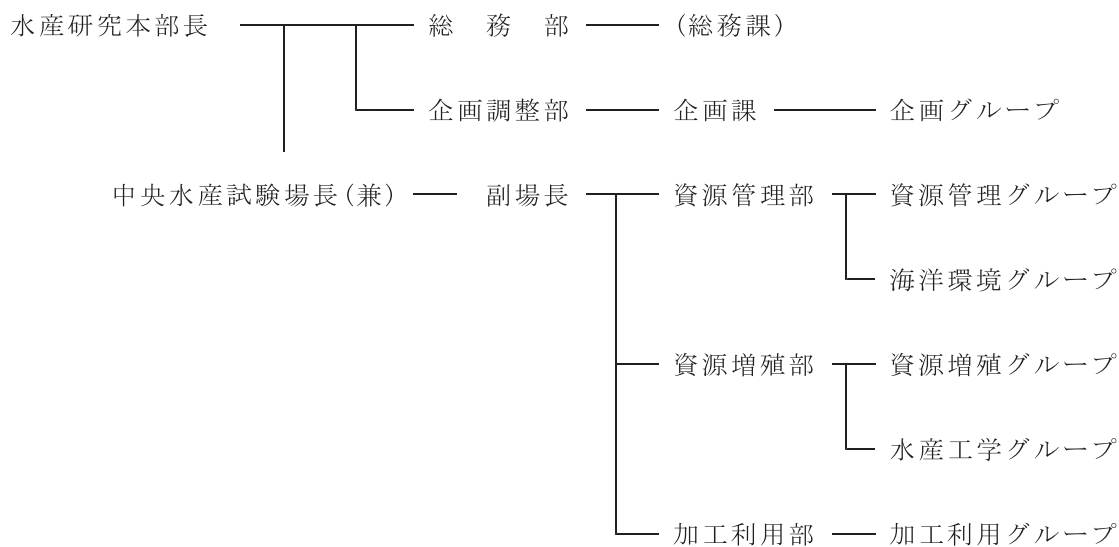 水産研究本部長 総務部 (総務課)
企画調整部 企画課 企画グループ
中央水産試験場長(兼) 副場長 資源管理部 資源管理グループ
海洋環境グループ
資源増殖部 資源増殖グループ
水産工学グループ
加工利用部 加工利用グループ